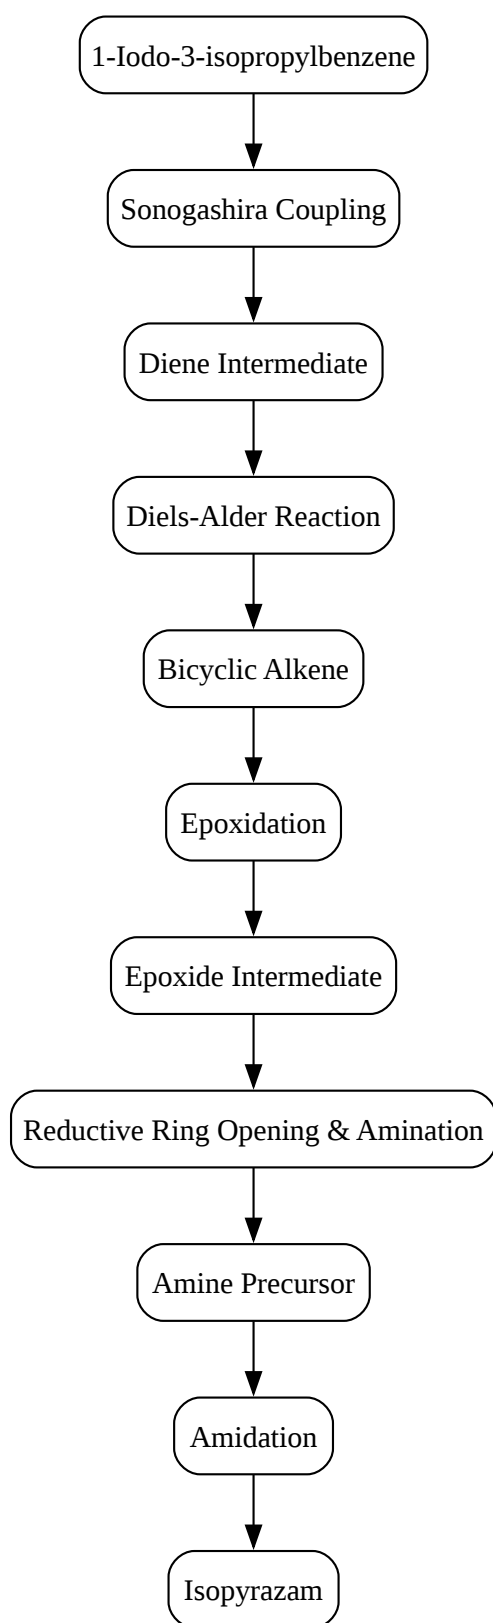 1-Iodo-3-isopropylbenzene
Sonogashira Coupling
Diene Intermediate
Diels-Alder Reaction
Bicyclic Alkene
Epoxidation
Epoxide Intermediate
Reductive Ring Opening & Amination
Amine Precursor
Amidation
Isopyrazam